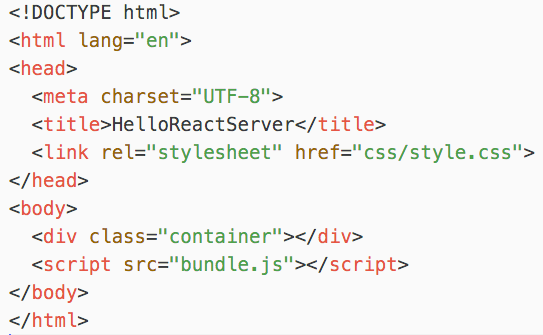 <!DOCTYPE html>
<html lang="en">
<head>
  <meta charset="UTF-8">
  <title>HelloReactServer</title>
  <link rel="stylesheet" href="css/style.css">
</head>
<body>
  <div class="container"></div>
  <script src="bundle.js"></script>
</body>
</html>